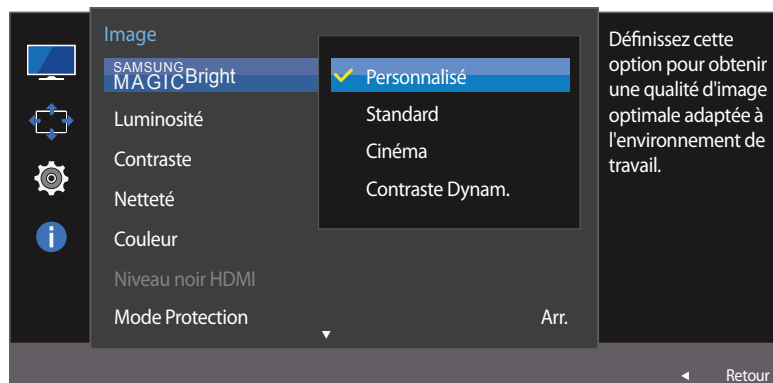 Image
SAMSUNG
MAGICBright
Luminosité
Contraste
Netteté
Couleur
Niveau noir HDMI
Mode Protection Arr.
Personnalisé
Standard
Cinéma
Contraste Dynam.
Définissez cette
option pour obtenir
une qualité d'image
optimale adaptée à
l'environnement de
travail.
Retour